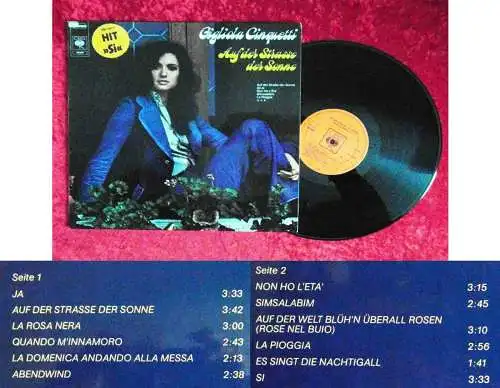 HIT
»Si«
CBS
Gigliola Cinquetti
Auf der Strasse
der Sonne
Seite 1
JA 3:33
AUF DER STRASSE DER SONNE 3:42
LA ROSA NERA 3:00
QUANDO M'INNAMORO 2:43
LA DOMENICA ANDANDO ALLA MESSA 2:13
ABENDWIND 2:38
Seite 2
NON HO L'ETA' 3:15
SIMSALABIM 2:45
AUF DER WELT BLÜH'N ÜBERALL ROSEN
(ROSE NEL BUIO) 3:10
LA PIOGGIA 2:56
ES SINGT DIE NACHTIGALL 1:41
SI 3:33